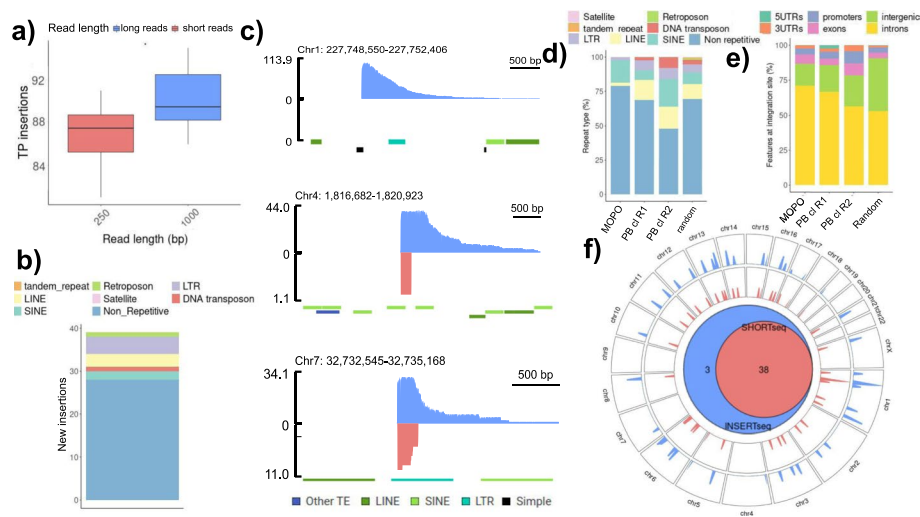 a)
Read length long reads short reads
TP insertions
92
88
84
250
1000
Read length (bp)
b)
tandem_repeat Retroposon LTR
LINE Satellite DNA transposon
SINE Non_Repetitive
New insertions
40
30
20
10
0
c)
Chr1: 227,748,550-227,752,406
113.9
500 bp
0
0
Chr4: 1,816,682-1,820,923
44.0
500 bp
0
1.1
Chr7: 32,732,545-32,735,168
34.1
500 bp
0
11.0
Other TE LINE SINE LTR Simple
d)
Satellite Retroposon
tandem_repeat DNA transposon
LTR LINE SINE Non repetitive
Repeat type (%)
100
75
50
25
0
MOPO
PB cl R1
PB cl R2
random
e)
5UTRs promoters intergenic
3UTRs exons introns
Features at integration site (%)
100
75
50
25
0
MOPO
PB cl R1
PB cl R2
Random
f)
chr1
chr2
chr3
chr4
chr5
chr6
chr7
chr8
chr9
chr10
chr11
chr12
chr13
chr14
chr15
chr16
chr17
chr18
chr19
chr20
chr21
chr22
chrX
SHORTseq
3
38
INSERTseq